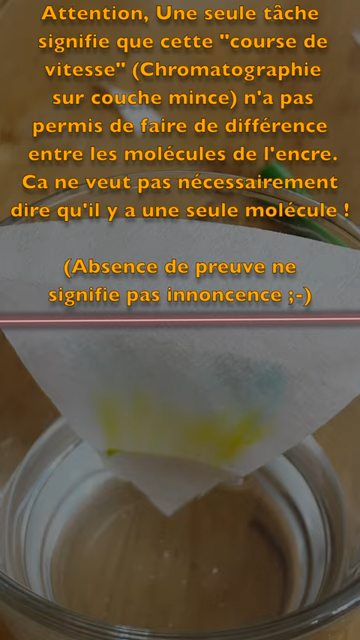 Attention, Une seule tâche
signifie que cette "course de
vitesse" (Chromatographie
sur couche mince) n'a pas
permis de faire de différence
entre les molécules de l'encre.
Ca ne veut pas nécessairement
dire qu'il y a une seule molécule !
(Absence de preuve ne
signifie pas innoncence ;-)